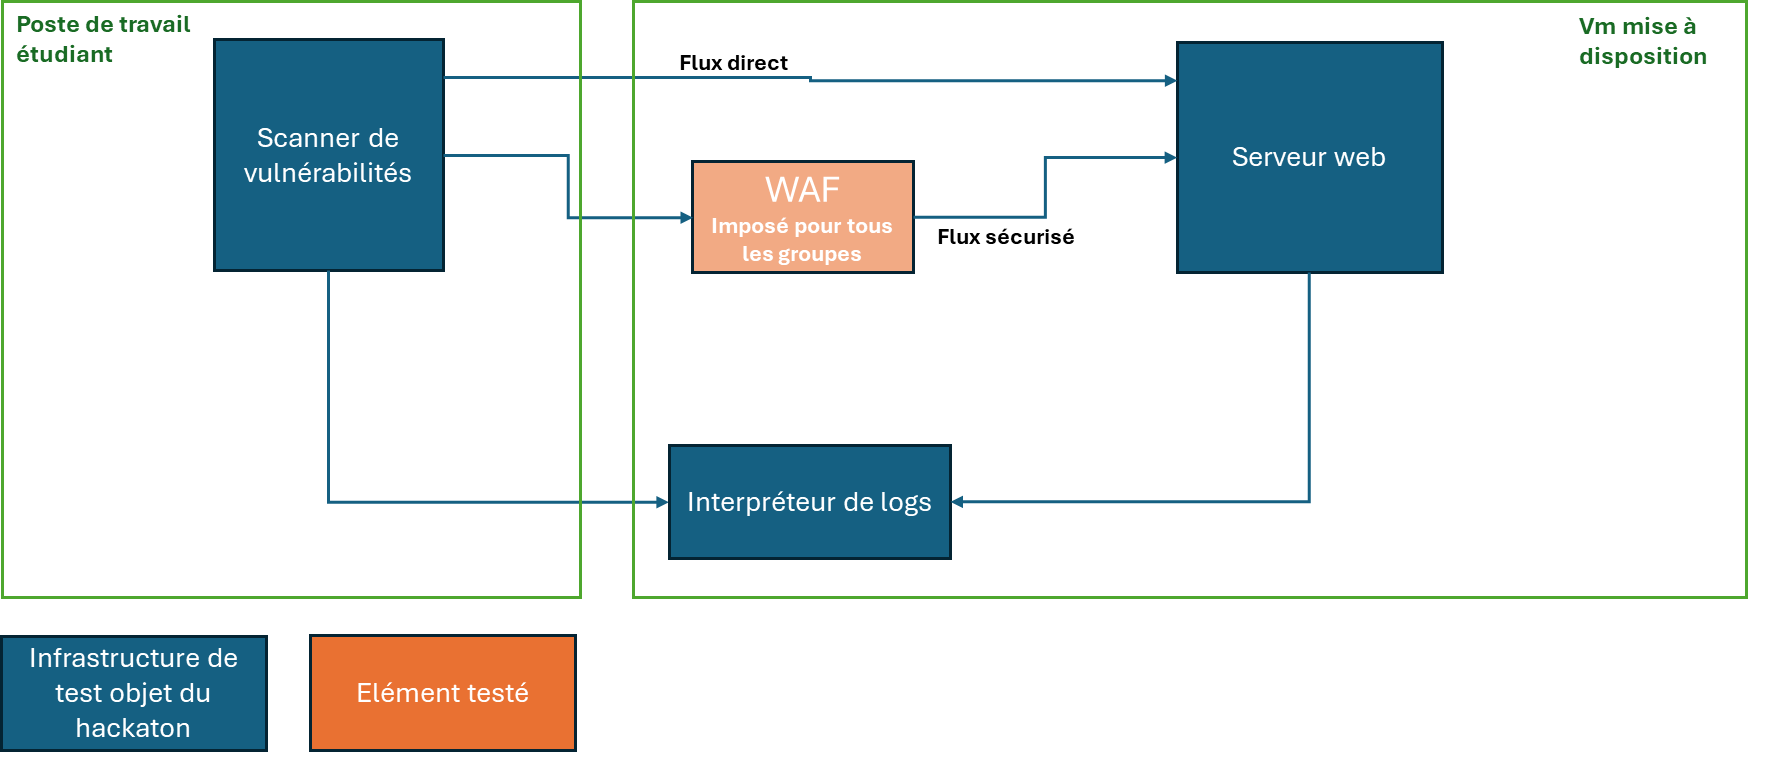 Poste de travail
étudiant
Vm mise à
disposition
Flux direct
Scanner de
vulnérabilités
Serveur web
WAF
Imposé pour tous
les groupes
Flux sécurisé
Interpréteur de logs
Infrastructure de
test objet du
hackaton
Elément testé